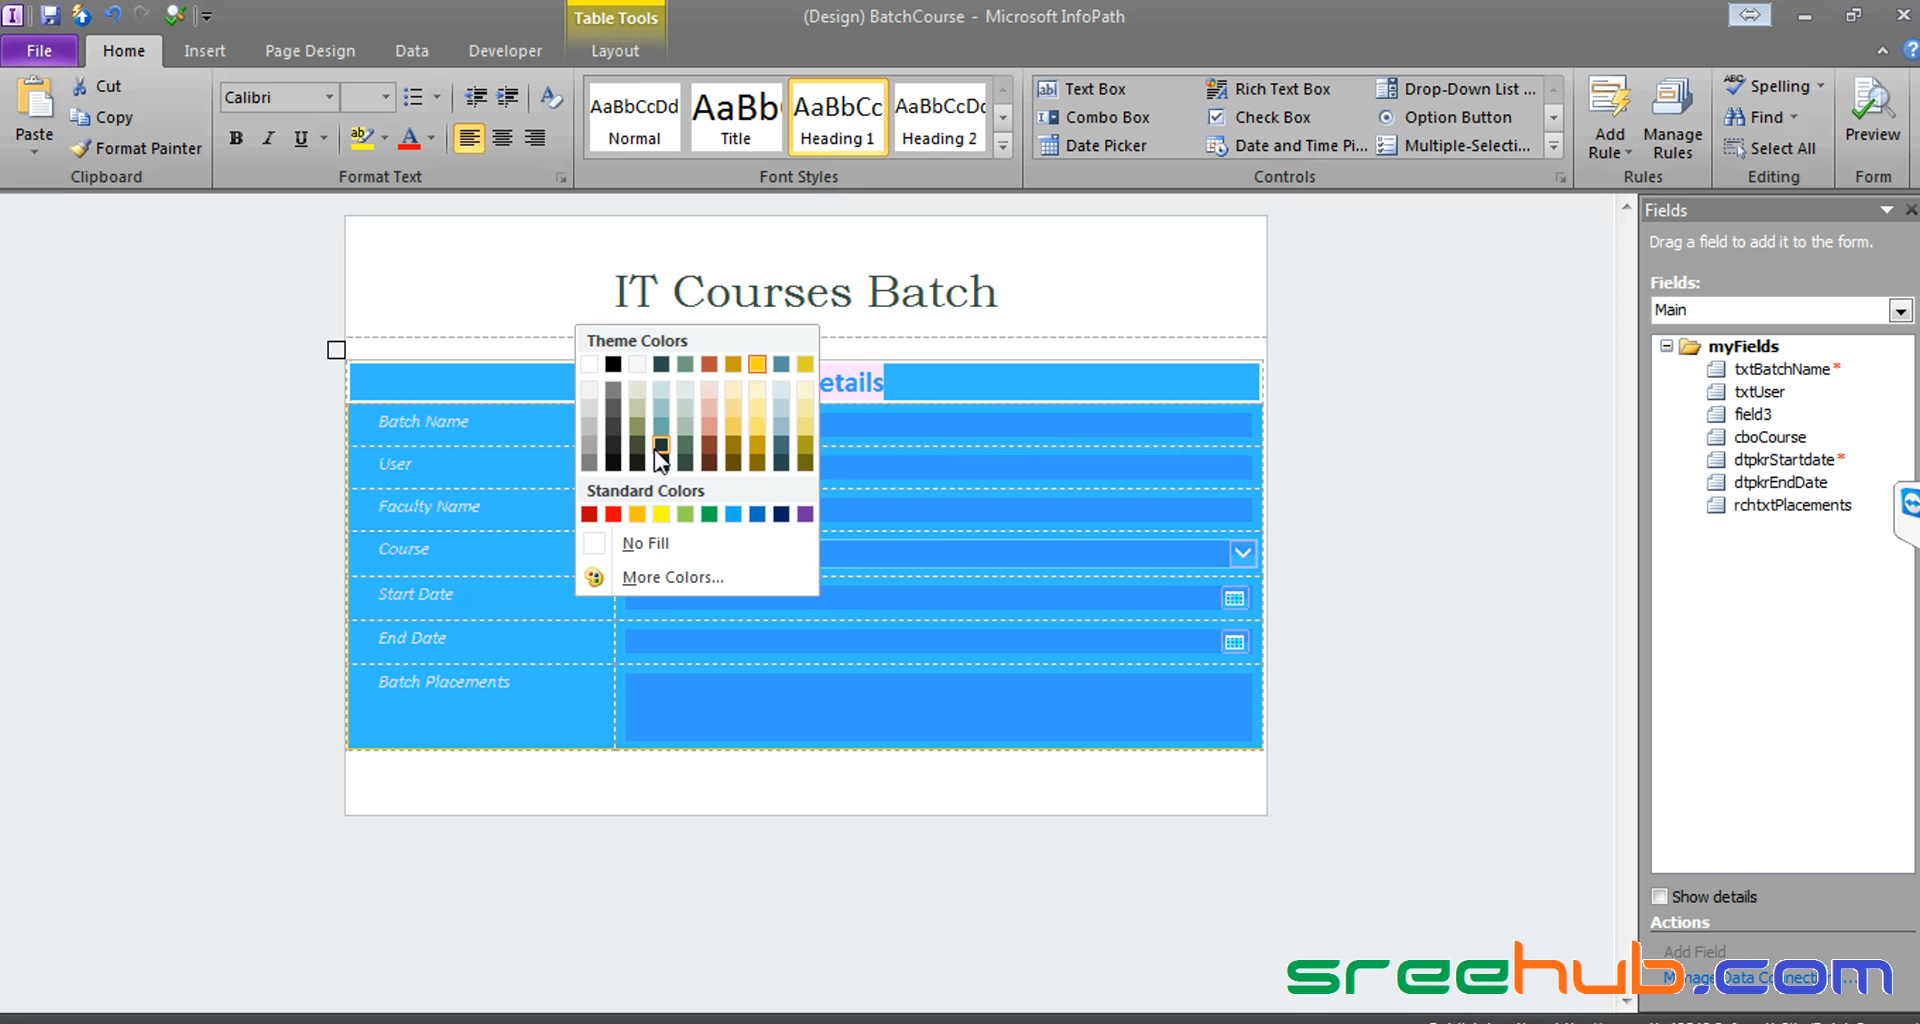 (Design) BatchCourse - Microsoft InfoPath
Table Tools
File
Home
Insert
Page Design
Data
Developer
Layout
Paste
Cut
Copy
Format Painter
Clipboard
Calibri
B I U
A
Format Text
AaBbCcDd
Normal
AaBb
Title
AaBbCc
Heading 1
AaBbCcDc
Heading 2
Font Styles
Text Box
Rich Text Box
Drop-Down List ...
Combo Box
Check Box
Option Button
Date Picker
Date and Time Pi...
Multiple-Selecti...
Controls
Add
Rule
Manage
Rules
Rules
Spelling
Find
Select All
Editing
Preview
Form
IT Courses Batch
etails
Theme Colors
Standard Colors
No Fill
More Colors...
Batch Name
User
Faculty Name
Course
Start Date
End Date
Batch Placements
Fields
Drag a field to add it to the form.
Fields:
Main
myFields
txtBatchName *
txtUser
field3
cboCourse
dtpkrStartdate *
dtpkrEndDate
rchtxtPlacements
Show details
Actions
Add Field
sreehub.com